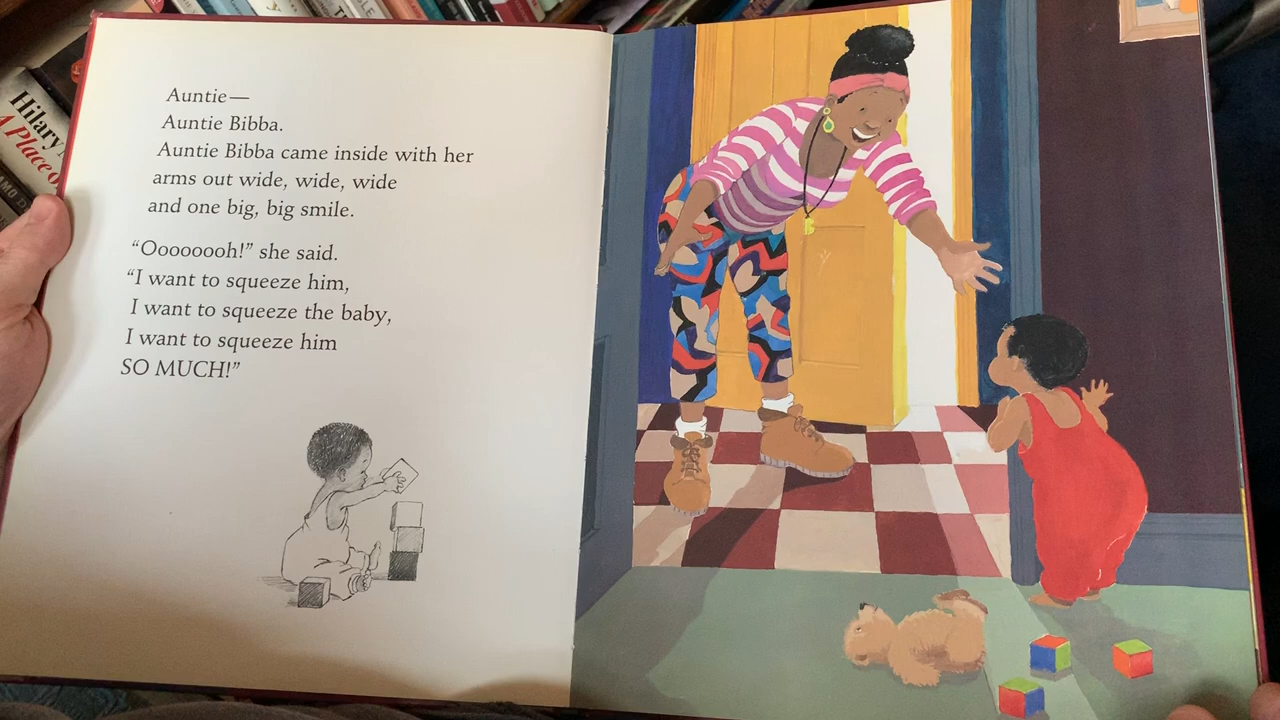 Auntie—
Auntie Bibba.
Auntie Bibba came inside with her
arms out wide, wide, wide
and one big, big smile.
“Ooooooooh!” she said.
“I want to squeeze him,
I want to squeeze the baby,
I want to squeeze him
SO MUCH!”
Hilary
A Place